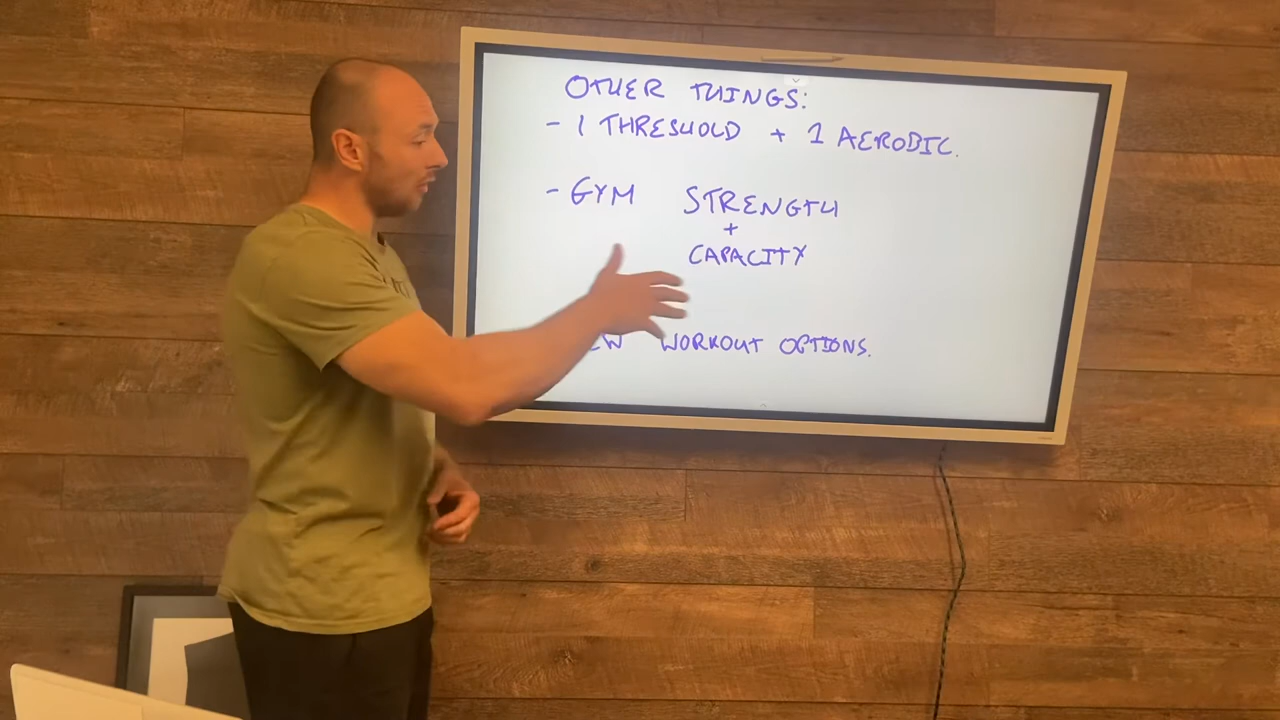 OTHER THINGS:
- 1 THRESHOLD + 1 AEROBIC.
- GYM STRENGTH
+
CAPACITY
WORKOUT OPTIONS.